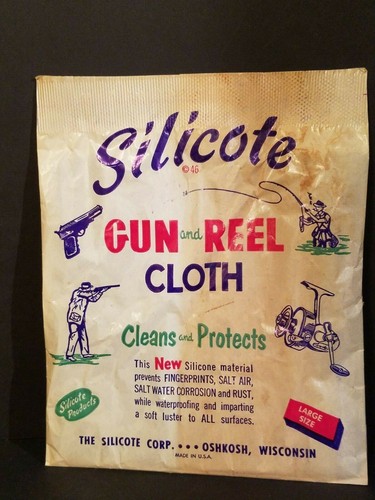 Silicote
© 46
GUN and REEL
CLOTH
Cleans and Protects
This New Silicone material
prevents FINGERPRINTS, SALT AIR,
SALT WATER CORROSION and RUST,
while waterproofing and imparting
a soft luster to ALL surfaces.
Silicote
Products
LARGE
SIZE
THE SILICOTE CORP. ••• OSHKOSH, WISCONSIN
MADE IN U.S.A.